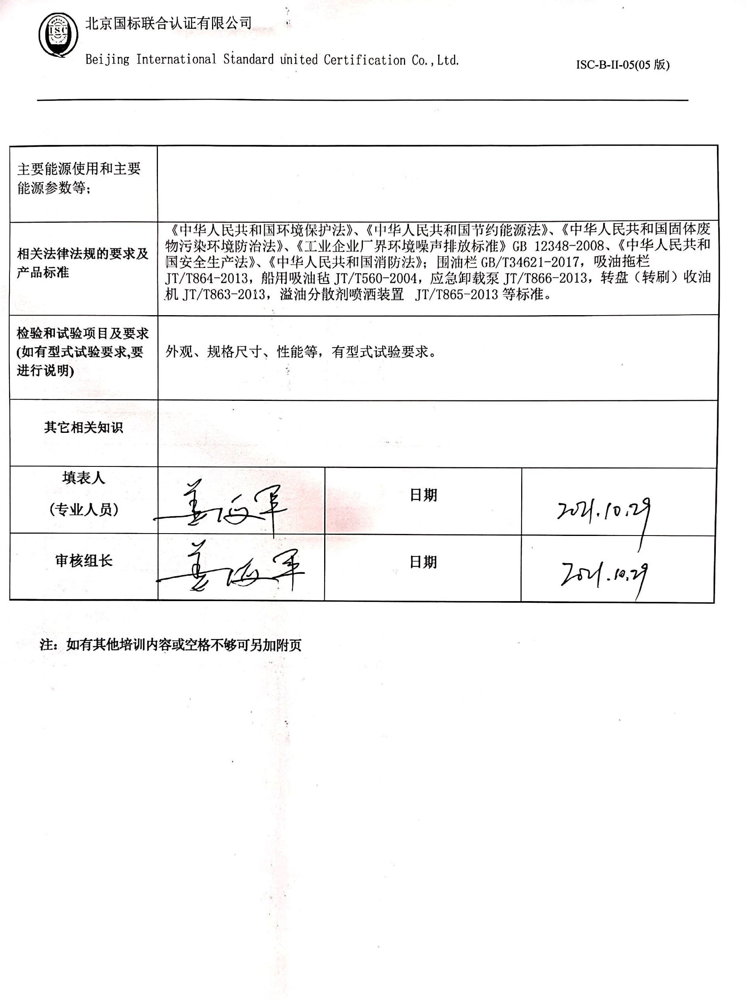 ISC
北京国标联合认证有限公司
Beijing International Standard united Certification Co.,Ltd.
ISC-B-II-05(05 版)
主要能源使用和主要
能源参数等;
相关法律法规的要求及
产品标准
《中华人民共和国环境保护法》、《中华人民共和国节约能源法》、《中华人民共和国固体废
物污染环境防治法》、《工业企业厂界环境噪声排放标准》GB 12348-2008、《中华人民共和
国安全生产法》、《中华人民共和国消防法》; 围油栏 GB/T34621-2017, 吸油拖栏
JT/T864-2013, 船用吸油毡 JT/T560-2004, 应急卸载泵 JT/T866-2013, 转盘（转刷）收油
机 JT/T863-2013, 溢油分散剂喷洒装置 JT/T865-2013 等标准。
检验和试验项目及要求
(如有型式试验要求,要
进行说明)
外观、规格尺寸、性能等, 有型式试验要求。
其它相关知识
填表人
(专业人员)
姜海军
日期
2021.10.29
审核组长
姜海军
日期
2021.10.29
注: 如有其他培训内容或空格不够可另加附页